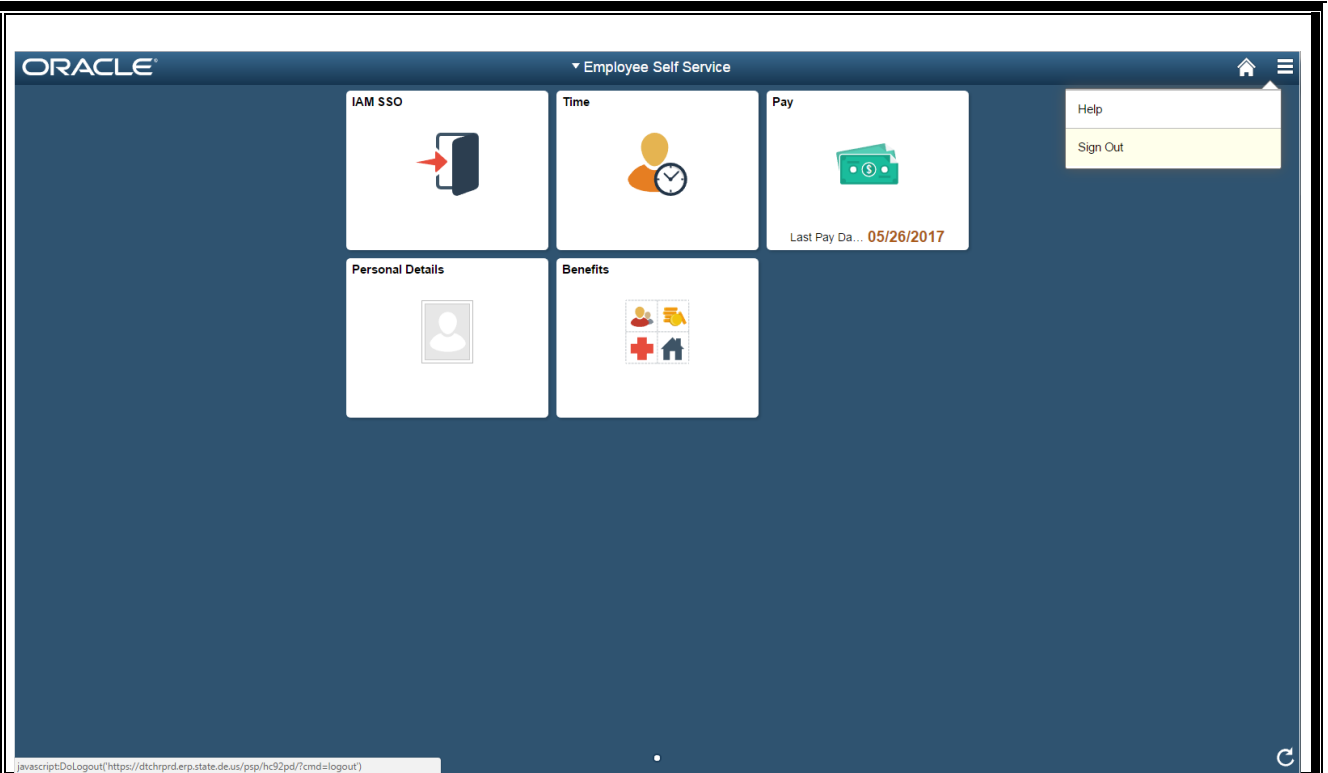 ORACLE®
Employee Self Service
IAM SSO
Time
Pay
Help
Sign Out
Last Pay Da... 05/26/2017
Personal Details
Benefits
javascript:DoLogout('https://dtchrprd.erp.state.de.us/psp/hc92pd/?cmd=logout')